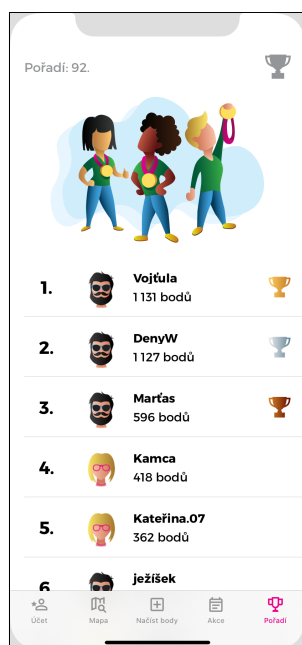 Pořadí: 92.
1.
Vojťula
1 131 bodů
2.
DenyW
1 127 bodů
3.
Marťas
596 bodů
4.
Kamca
418 bodů
5.
Kateřina.07
362 bodů
6.
ježíšek
Účet
Mapa
Načíst body
Akce
Pořadí